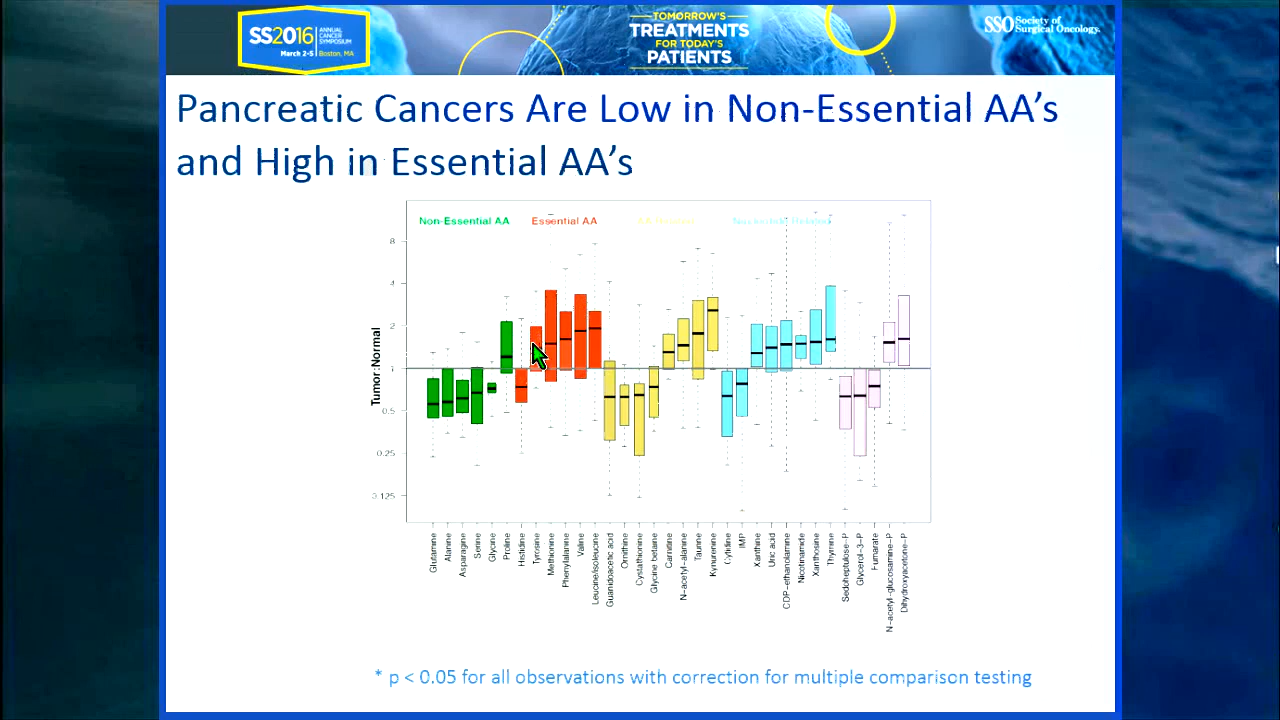 SS2016 ANNUAL CANCER SYMPOSIUM
March 2-5 | Boston, MA
TOMORROW'S
TREATMENTS
FOR TODAY'S
PATIENTS
SSO Society of
Surgical Oncology.
Pancreatic Cancers Are Low in Non-Essential AA's
and High in Essential AA's
Non-Essential AA Essential AA
8
4
2
1
0.5
0.25
Tumor:Normal
Glutamine
Alanine
Asparagine
Serine
Glycine
Proline
Histidine
Tyrosine
Methionine
Phenylalanine
Valine
Leucine/isoleucine
Guanidoacetic acid
Ornithine
Cystathionine
Glycine betaine
Carnitine
N-acetyl-alanine
Taurine
Kynurenine
Cytidine
IMP
Xanthine
Uric acid
CDP-ethanolamine
Nicotinamide
Xanthosine
Thymine
Sedoheptulose-P
Glycerol-3-P
Fumarate
N-acetyl-glucosamine-P
Dihydroxyacetone-P
* p < 0.05 for all observations with correction for multiple comparison testing